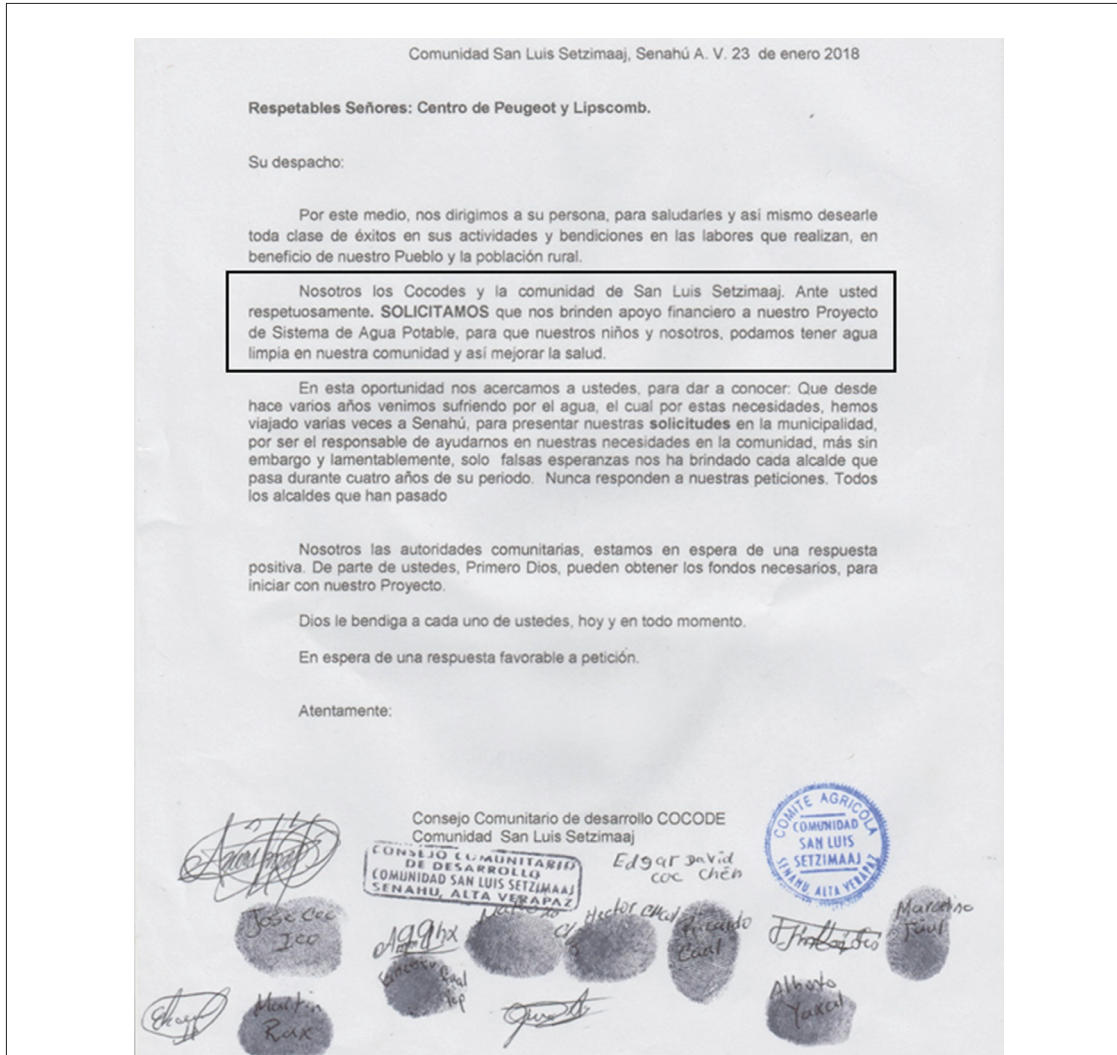 Comunidad San Luis Setzimaaj, Senahú A. V. 23 de enero 2018
Respetables Señores: Centro de Peugeot y Lipscomb.
Su despacho:
Por este medio, nos dirigimos a su persona, para saludarles y así mismo desearle
toda clase de éxitos en sus actividades y bendiciones en las labores que realizan, en
beneficio de nuestro Pueblo y la población rural.
Nosotros los Cocodes y la comunidad de San Luis Setzimaaj. Ante usted
respetuosamente. SOLICITAMOS que nos brinden apoyo financiero a nuestro Proyecto
de Sistema de Agua Potable, para que nuestros niños y nosotros, podamos tener agua
limpia en nuestra comunidad y así mejorar la salud.
En esta oportunidad nos acercamos a ustedes, para dar a conocer: Que desde
hace varios años venimos sufriendo por el agua, el cual por estas necesidades, hemos
viajado varias veces a Senahú, para presentar nuestras solicitudes en la municipalidad,
por ser el responsable de ayudarnos en nuestras necesidades en la comunidad, más sin
embargo y lamentablemente, solo falsas esperanzas nos ha brindado cada alcalde que
pasa durante cuatro años de su periodo. Nunca responden a nuestras peticiones. Todos
los alcaldes que han pasado
Nosotros las autoridades comunitarias, estamos en espera de una respuesta
positiva. De parte de ustedes, Primero Dios, pueden obtener los fondos necesarios, para
iniciar con nuestro Proyecto.
Dios le bendiga a cada uno de ustedes, hoy y en todo momento.
En espera de una respuesta favorable a petición.
Atentamente:
Consejo Comunitario de desarrollo COCODE
Comunidad San Luis Setzimaaj
CONSEJO COMUNITARIO
DE DESARROLLO
COMUNIDAD SAN LUIS SETZIMAAJ
SENAHU, ALTA VERAPAZ
Edgar David
coc chén
COMITE AGRICOLA
COMUNIDAD
SAN LUIS
SETZIMAAJ
SENAHU, ALTA VERAPAZ
Jose Coc
Ico
Hector
Ricardo
Caal
Marcelino
Martin
Rax
Alberto
Yaxcal